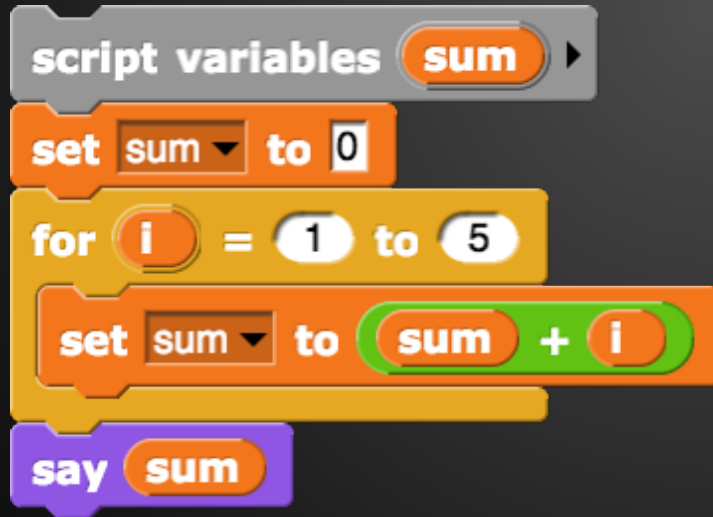 script variables sum
set sum to 0
for i = 1 to 5
set sum to sum + i
say sum